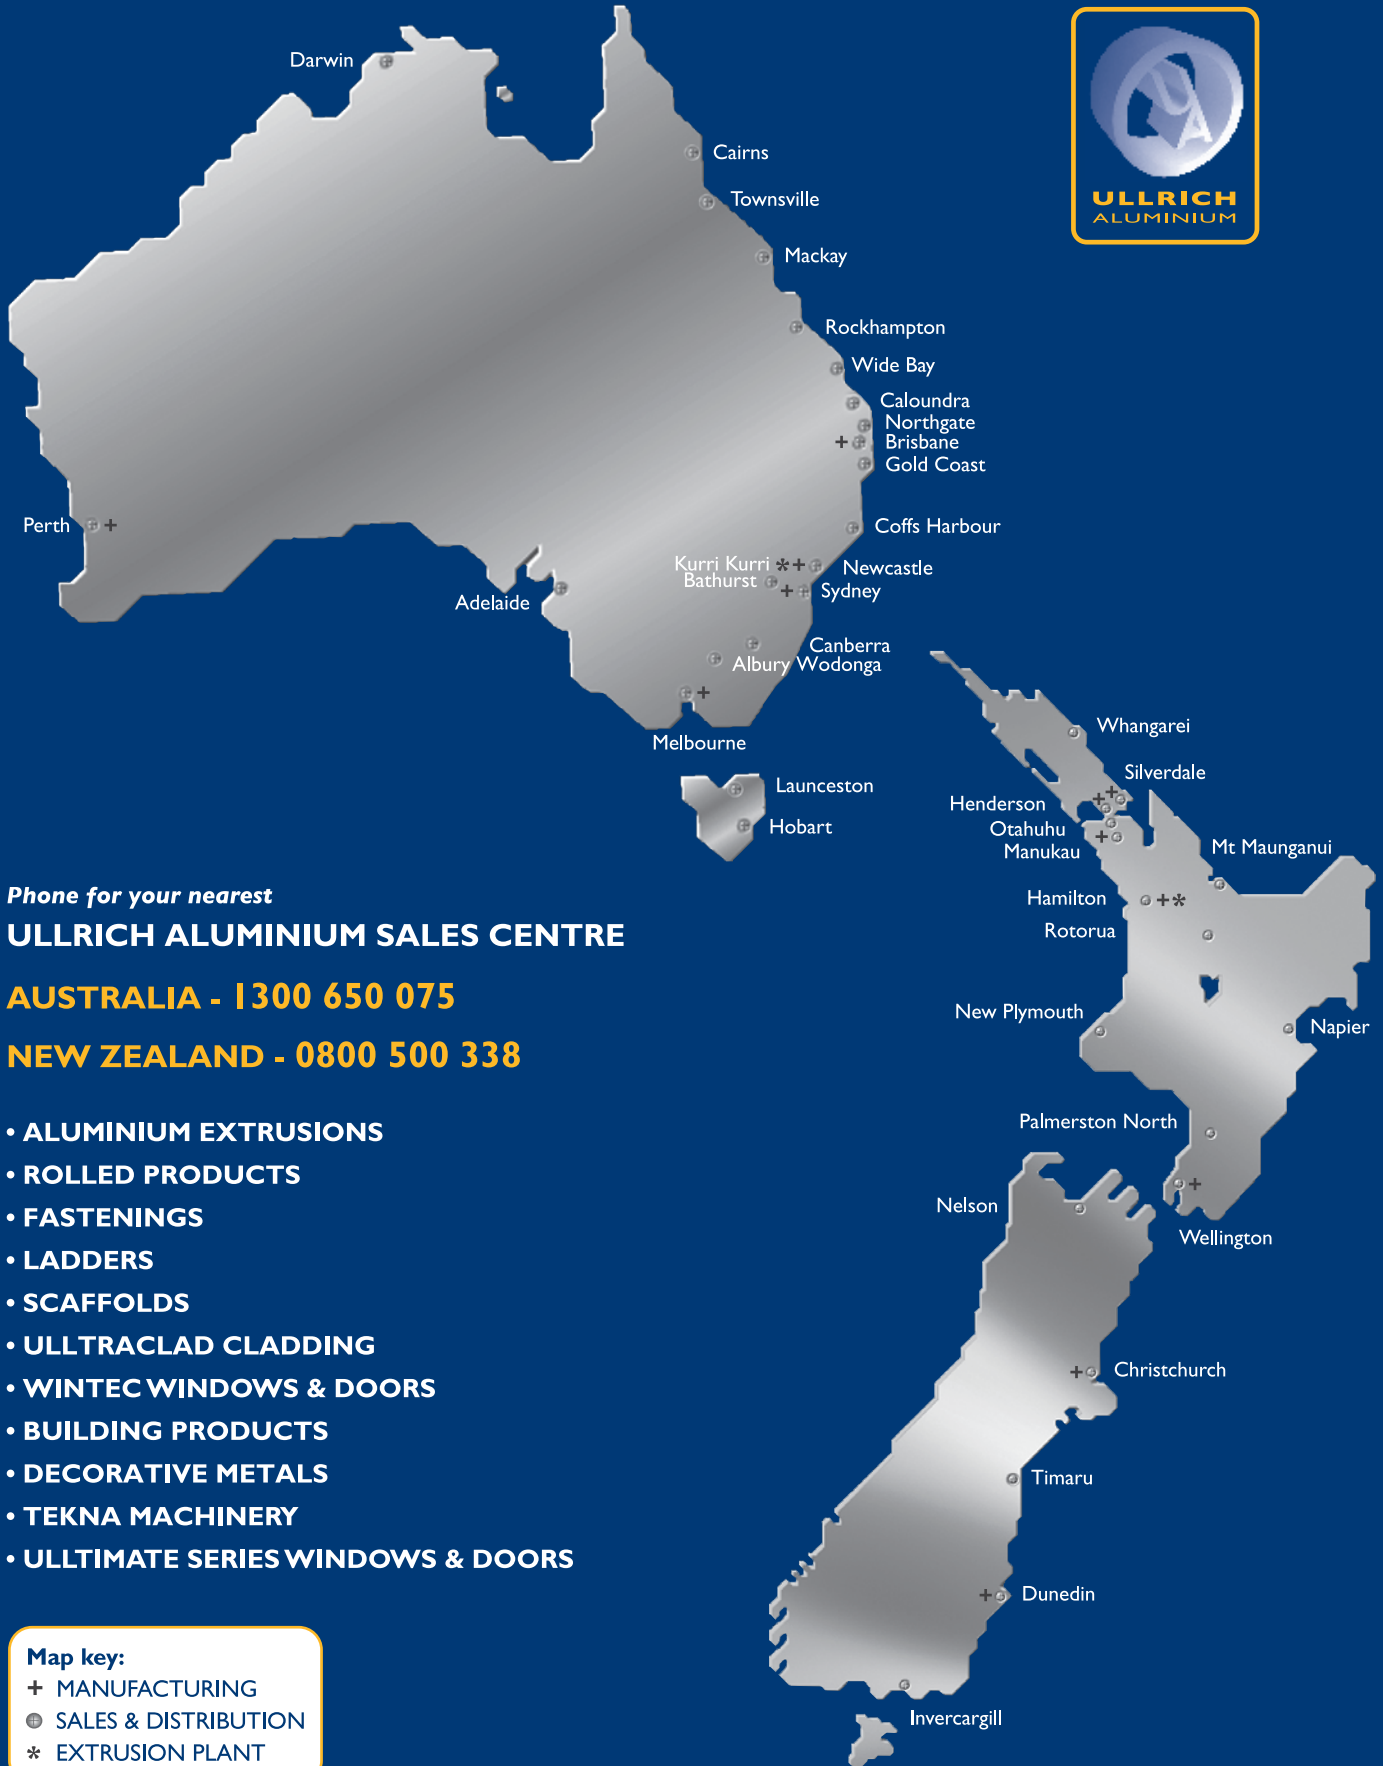 Darwin
Cairns
Townsville
Mackay
Rockhampton
Wide Bay
Caloundra
Northgate
+ Brisbane
Gold Coast
Perth +
Coffs Harbour
Kurri Kurri *+ Newcastle
Bathurst
+ Sydney
Adelaide
Canberra
Albury Wodonga
+
Melbourne
Launceston
Hobart
UA
ULLRICH
ALUMINIUM
Whangarei
Silverdale
+
Henderson +
Otahuhu
+
Manukau
Mt Maunganui
Hamilton +*
Rotorua
New Plymouth
Napier
Palmerston North
+
Nelson
Wellington
+ Christchurch
Timaru
+ Dunedin
Invercargill
Phone for your nearest
ULLRICH ALUMINIUM SALES CENTRE
AUSTRALIA - 1300 650 075
NEW ZEALAND - 0800 500 338
• ALUMINIUM EXTRUSIONS
• ROLLED PRODUCTS
• FASTENINGS
• LADDERS
• SCAFFOLDS
• ULLTRACLAD CLADDING
• WINTEC WINDOWS & DOORS
• BUILDING PRODUCTS
• DECORATIVE METALS
• TEKNA MACHINERY
• ULLTIMATE SERIES WINDOWS & DOORS
Map key:
+ MANUFACTURING
SALES & DISTRIBUTION
* EXTRUSION PLANT